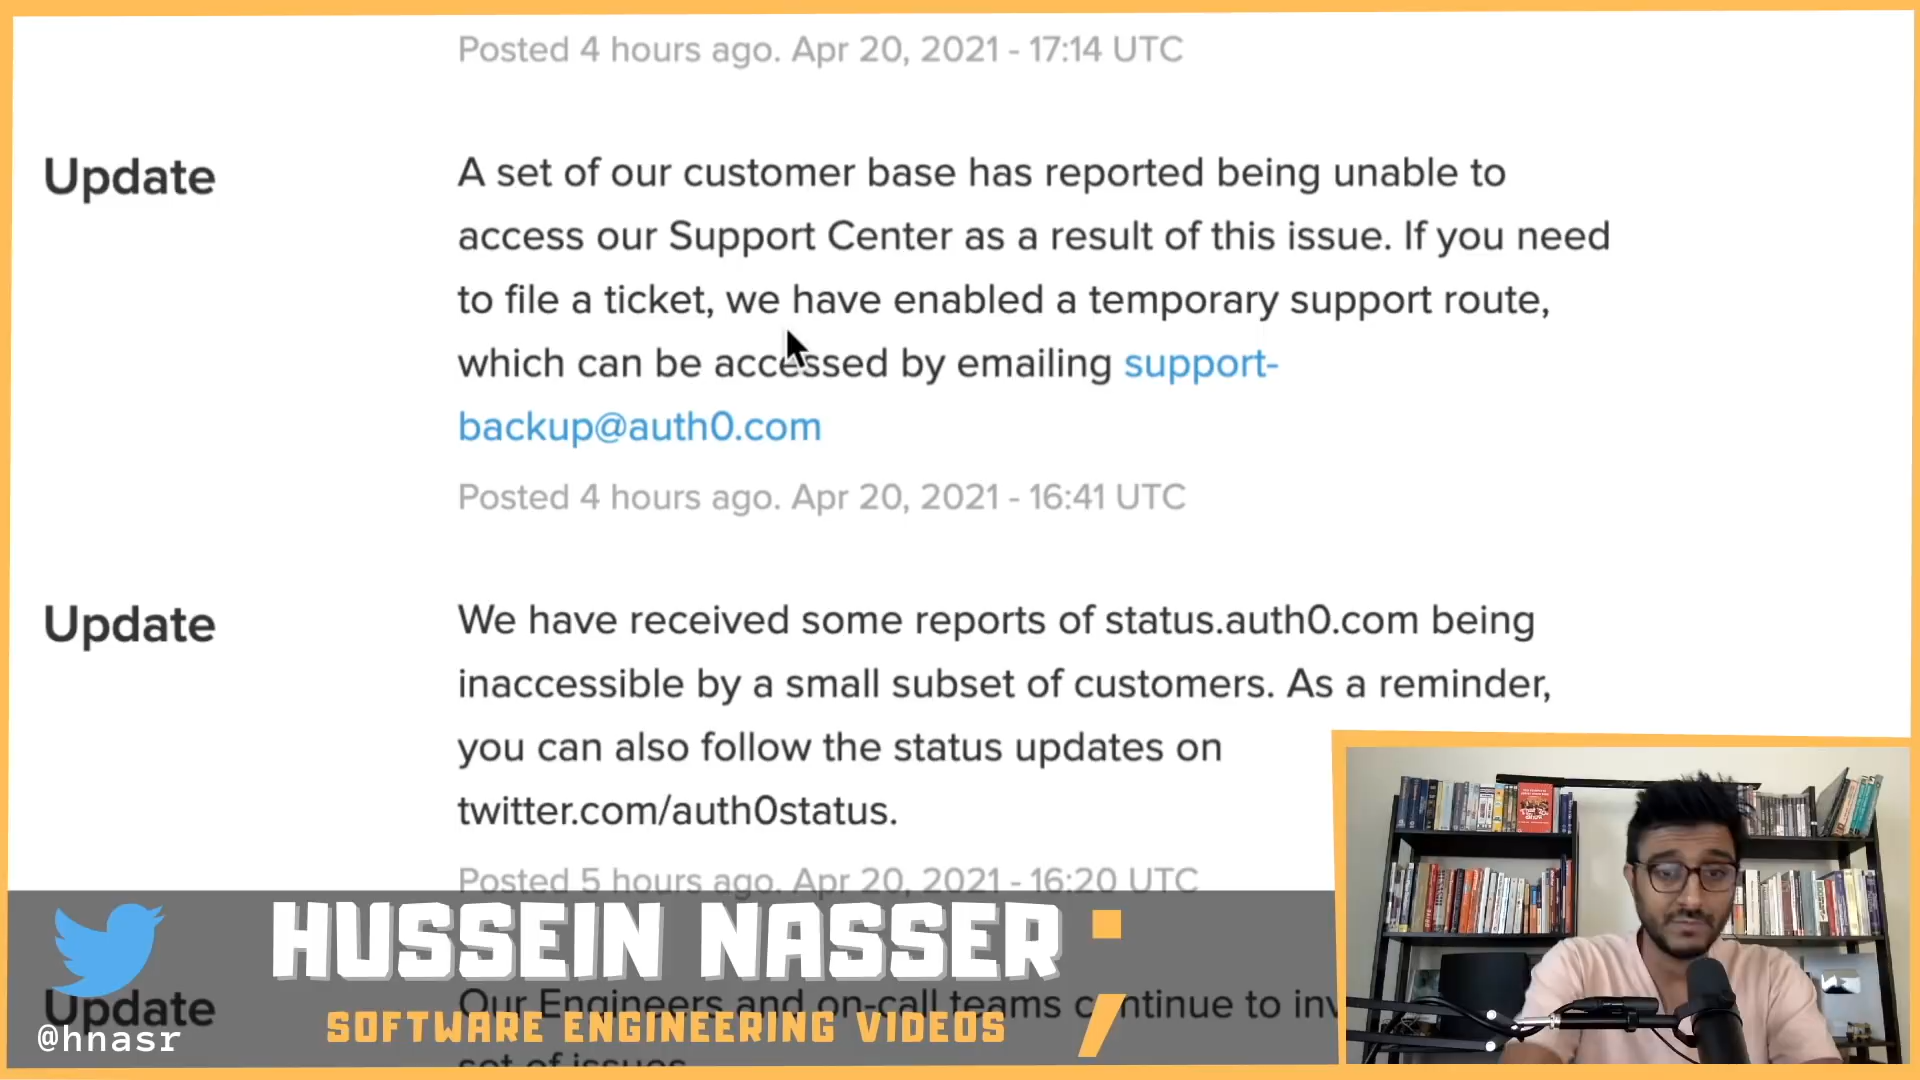 Posted 4 hours ago. Apr 20, 2021 - 17:14 UTC
Update
A set of our customer base has reported being unable to
access our Support Center as a result of this issue. If you need
to file a ticket, we have enabled a temporary support route,
which can be accessed by emailing support-
backup@auth0.com
Posted 4 hours ago. Apr 20, 2021 - 16:41 UTC
Update
We have received some reports of status.auth0.com being
inaccessible by a small subset of customers. As a reminder,
you can also follow the status updates on
twitter.com/auth0status.
Posted 5 hours ago. Apr 20, 2021 - 16:20 UTC
Update
Our Engineers and on-call teams continue to inv
set of issues
HUSSEIN NASSER;
SOFTWARE ENGINEERING VIDEOS
@hnasr